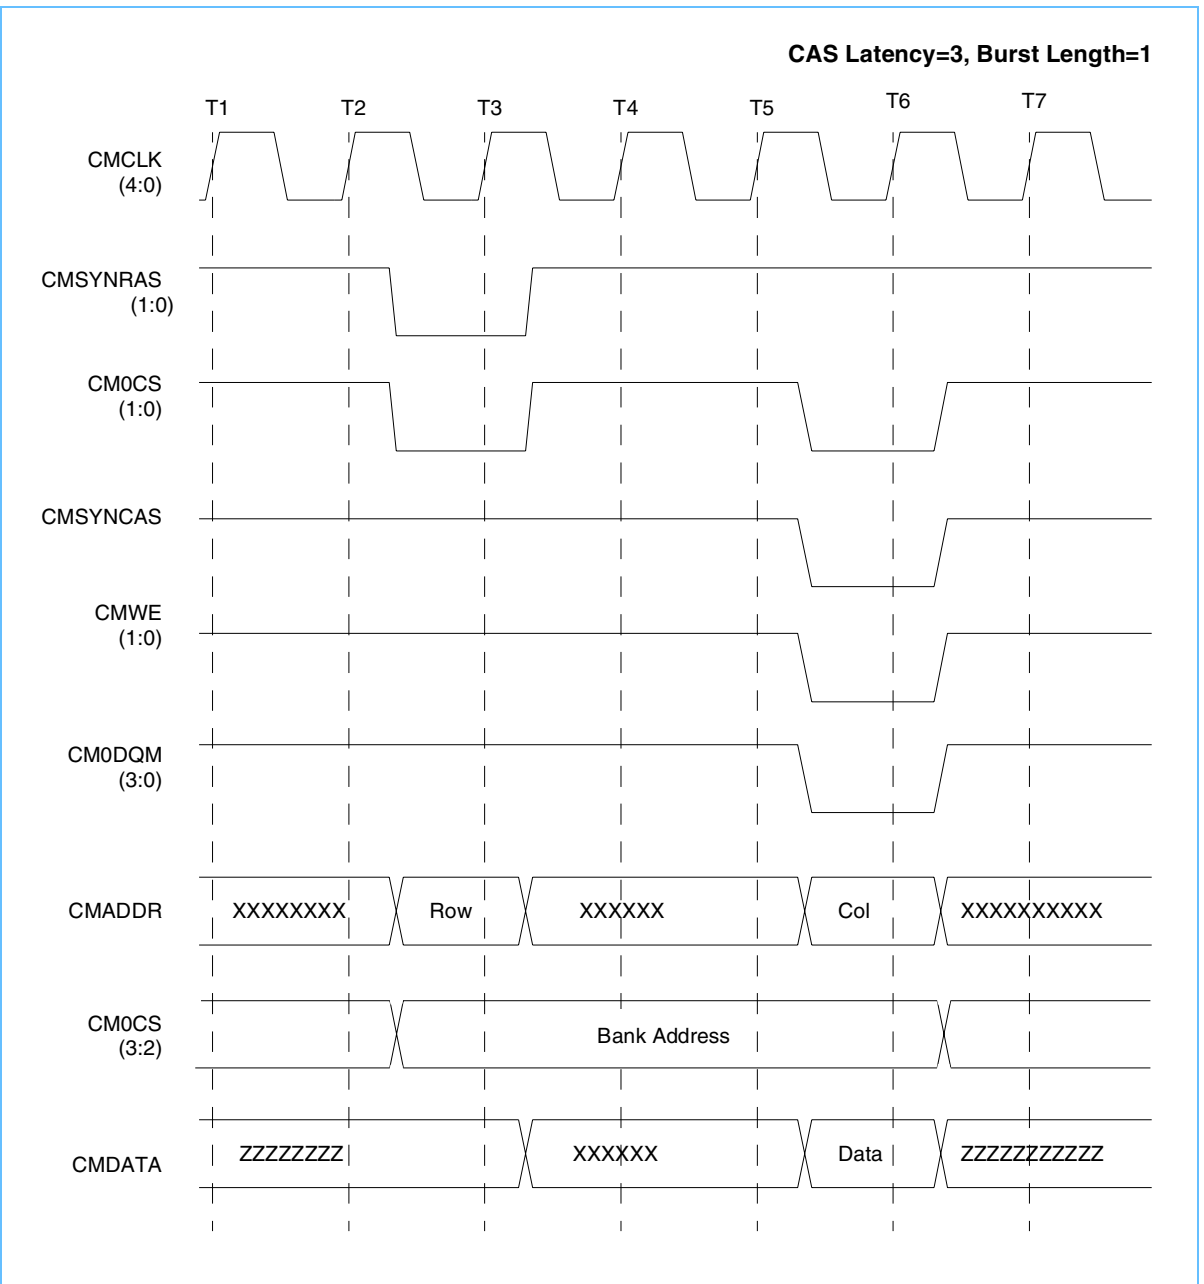 CAS Latency=3, Burst Length=1
T1 T2 T3 T4 T5 T6 T7
CMCLK
(4:0)
CMSYNRAS
(1:0)
CM0CS
(1:0)
CMSYNCAS
CMWE
(1:0)
CM0DQM
(3:0)
CMADDR XXXXXXXX Row XXXXXX Col XXXXXXXXXX
CM0CS
(3:2)
Bank Address
CMDATA ZZZZZZZZ XXXXXX Data ZZZZZZZZZZZ